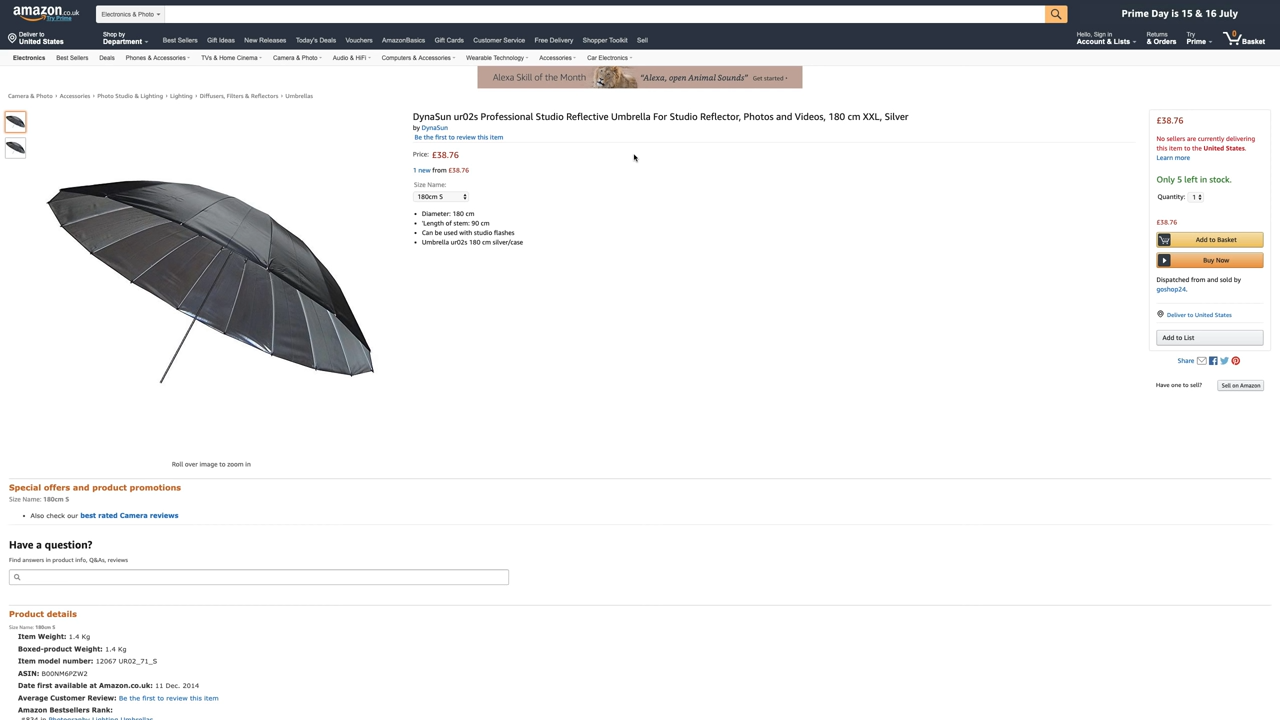 amazon.co.uk
Try Prime
Electronics & Photo
Prime Day is 15 & 16 July
Deliver to
United States
Shop by
Department
Best Sellers
Gift Ideas
New Releases
Today's Deals
Vouchers
AmazonBasics
Gift Cards
Customer Service
Free Delivery
Shopper Toolkit
Sell
Hello, Sign in
Account & Lists
Returns
& Orders
Try
Prime
0
Basket
Electronics
Best Sellers
Deals
Phones & Accessories
TVs & Home Cinema
Camera & Photo
Audio & HiFi
Computers & Accessories
Wearable Technology
Accessories
Car Electronics
Alexa Skill of the Month
"Alexa, open Animal Sounds"
Get started ›
Camera & Photo › Accessories › Photo Studio & Lighting › Lighting › Diffusers, Filters & Reflectors › Umbrellas
DynaSun ur02s Professional Studio Reflective Umbrella For Studio Reflector, Photos and Videos, 180 cm XXL, Silver
by DynaSun
Be the first to review this item
Price: £38.76
1 new from £38.76
Size Name:
180cm S
• Diameter: 180 cm
• 'Length of stem: 90 cm
• Can be used with studio flashes
• Umbrella ur02s 180 cm silver/case
Roll over image to zoom in
£38.76
No sellers are currently delivering
this item to the United States.
Learn more
Only 5 left in stock.
Quantity: 1
£38.76
Add to Basket
Buy Now
Dispatched from and sold by
goshop24.
Deliver to United States
Add to List
Share
Have one to sell?
Sell on Amazon
Special offers and product promotions
Size Name: 180cm S
• Also check our best rated Camera reviews
Have a question?
Find answers in product info, Q&As, reviews
Product details
Size Name: 180cm S
Item Weight: 1.4 Kg
Boxed-product Weight: 1.4 Kg
Item model number: 12067 UR02_71_S
ASIN: B00NM6PZW2
Date first available at Amazon.co.uk: 11 Dec. 2014
Average Customer Review: Be the first to review this item
Amazon Bestsellers Rank:
#834 in Photography Lighting Umbrellas